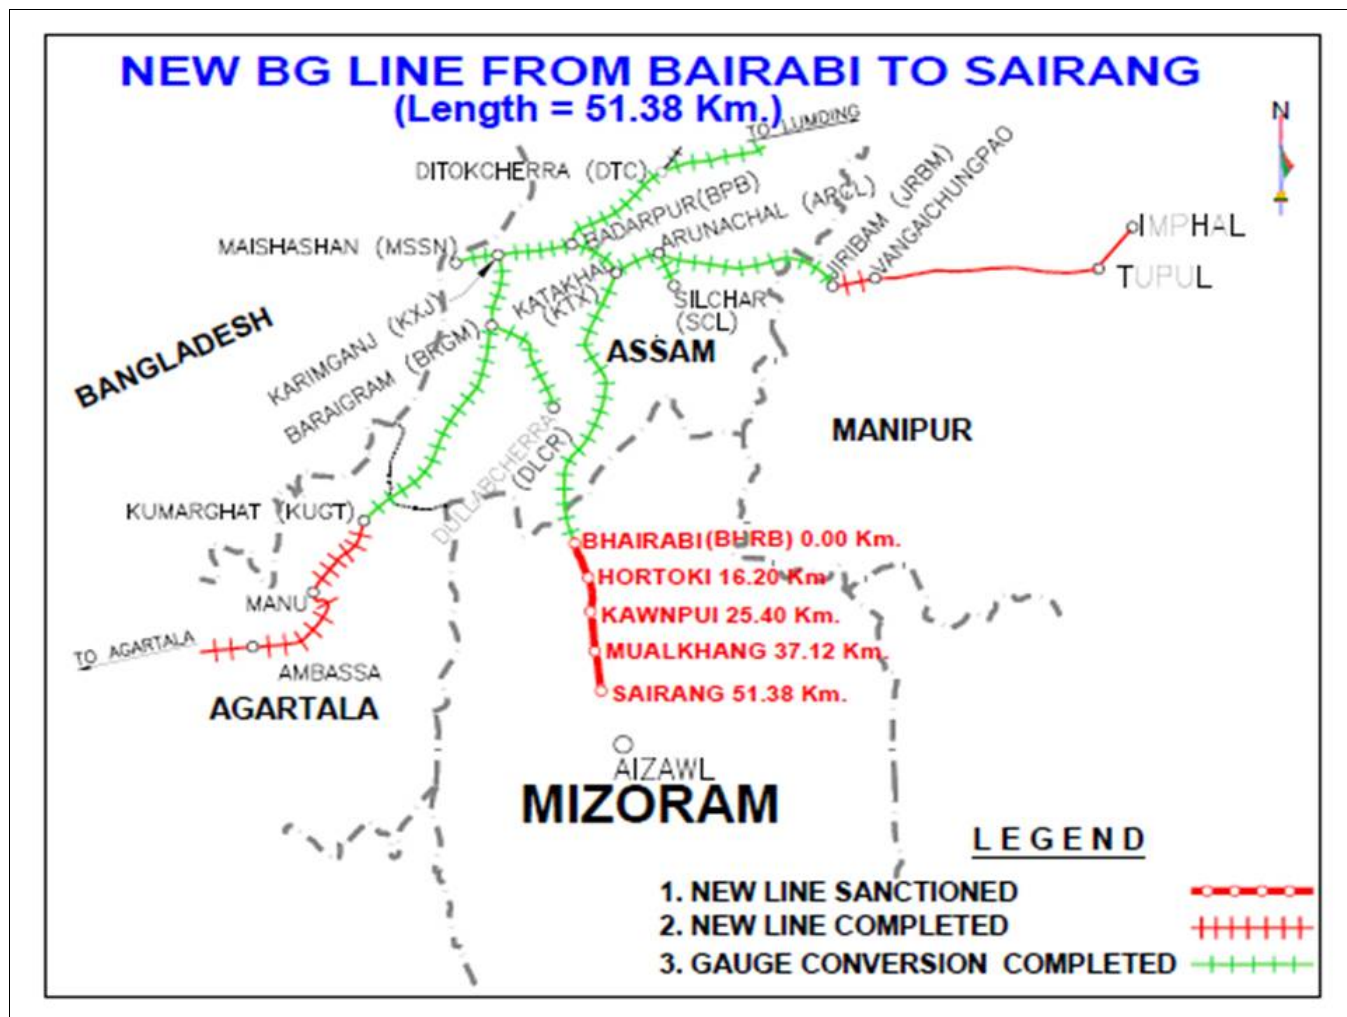 NEW BG LINE FROM BAIRABI TO SAIRANG
(Length = 51.38 Km.)
TO LUMDING
N
DITOKCHERRA (DTC)
BADARPUR(BPB)
ARUNACHAL (ARCL)
JIRIBAM (JRBM)
VANGAICHUNGPAO
IMPHAL
TUPUL
MAISHASHAN (MSSN)
KATAKHAL
(KTX)
SILCHAR
(SCL)
KARIMGANJ (KXJ)
BARAIGRAM (BRGM)
BANGLADESH
ASSAM
MANIPUR
DULLABCHERRA
(DLCR)
KUMARGHAT (KUGT)
BHAIRABI(BHRB) 0.00 Km.
HORTOKI 16.20 Km
MANU
KAWNPUI 25.40 Km.
TO AGARTALA
MUALKHANG 37.12 Km.
AMBASSA
SAIRANG 51.38 Km.
AGARTALA
AIZAWL
MIZORAM
LEGEND
1. NEW LINE SANCTIONED
2. NEW LINE COMPLETED
3. GAUGE CONVERSION COMPLETED